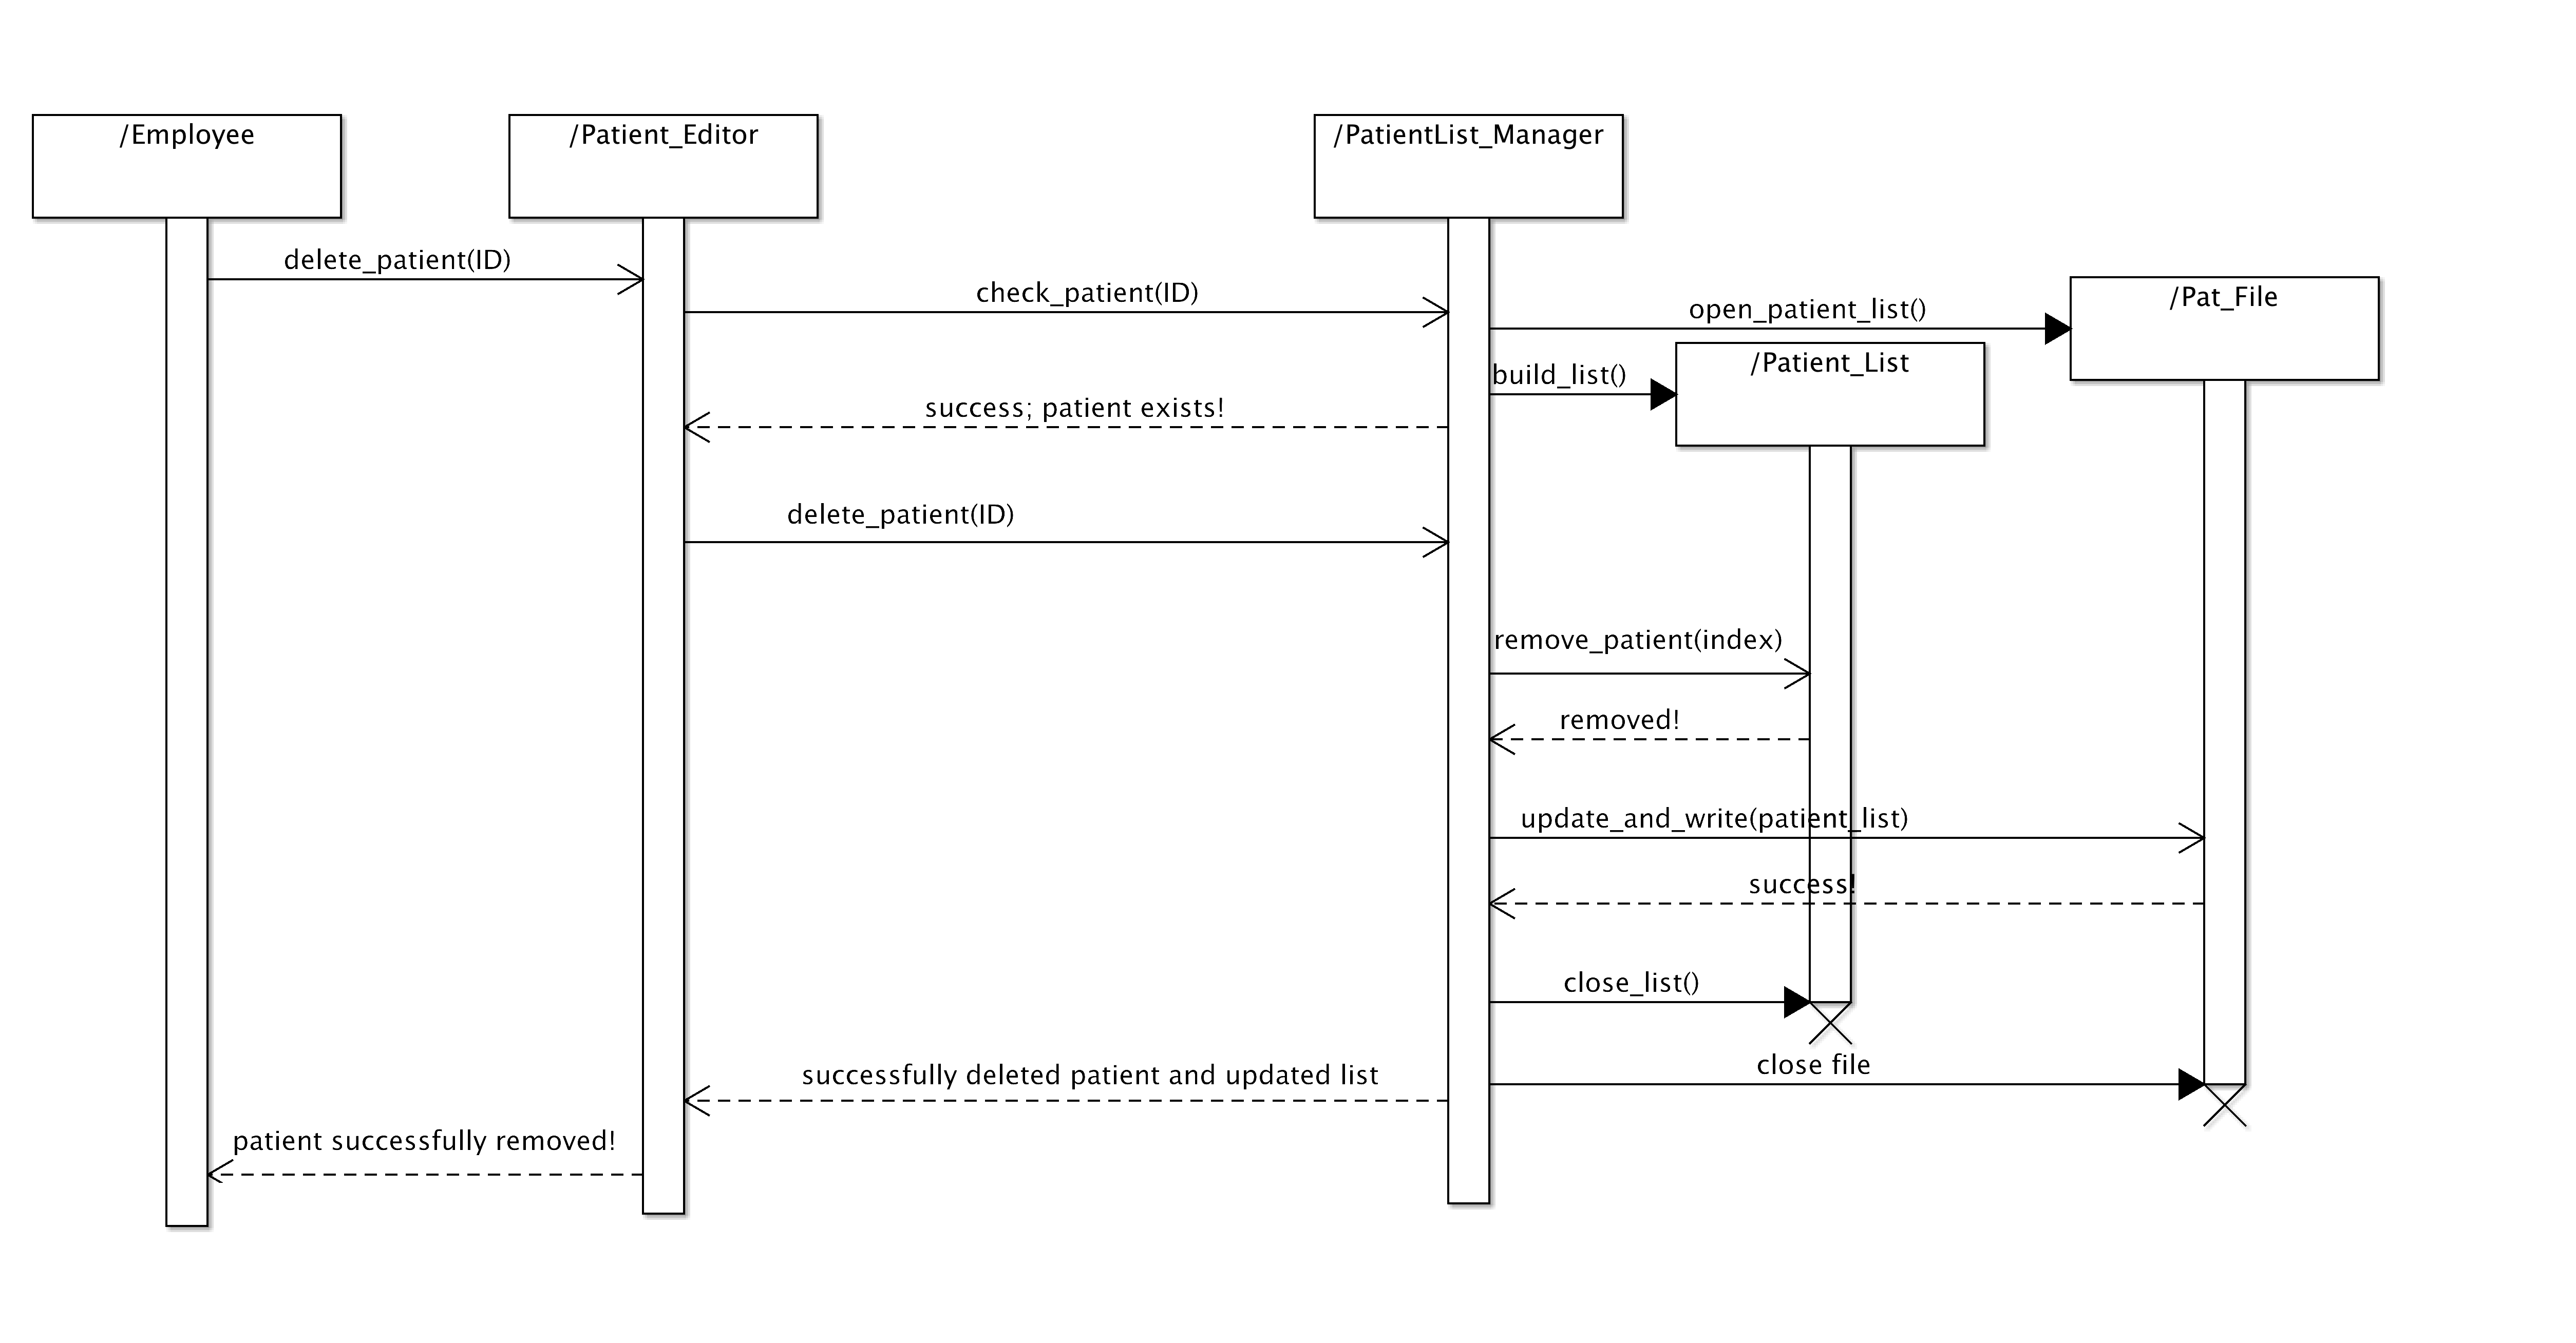 /Employee
/Patient_Editor
/PatientList_Manager
delete_patient(ID)
check_patient(ID)
/Pat_File
open_patient_list()
/Patient_List
build_list()
success; patient exists!
delete_patient(ID)
remove_patient(index)
removed!
update_and_write(patient_list)
success!
close_list()
close file
successfully deleted patient and updated list
patient successfully removed!